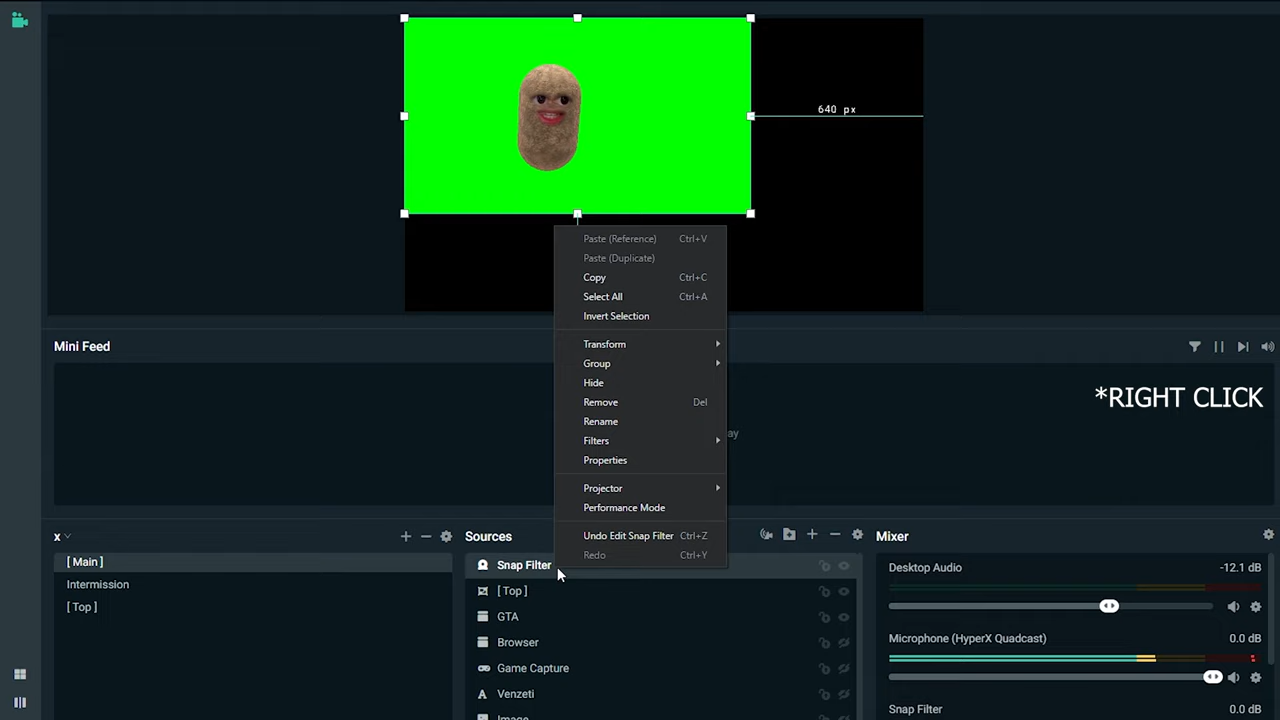 640 px
Paste (Reference) Ctrl+V
Paste (Duplicate)
Copy Ctrl+C
Select All Ctrl+A
Invert Selection
Transform
Group
Hide
Remove Del
Rename
Filters
Properties
Projector
Performance Mode
Undo Edit Snap Filter Ctrl+Z
Redo Ctrl+Y
Mini Feed
*RIGHT CLICK
ay
x
[ Main ]
Intermission
[ Top ]
Sources
Snap Filter
[ Top ]
GTA
Browser
Game Capture
A Venzeti
Mixer
Desktop Audio -12.1 dB
Microphone (HyperX Quadcast) 0.0 dB
Snap Filter 0.0 dB